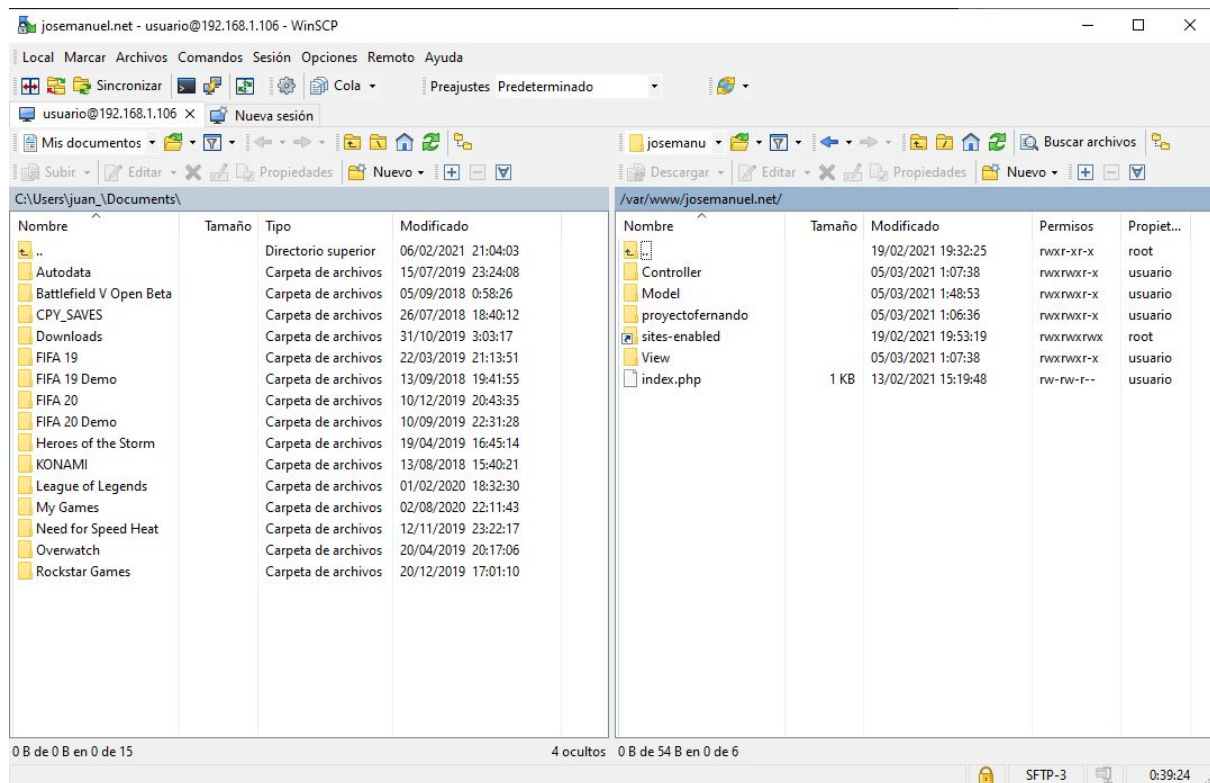 josemanuel.net - usuario@192.168.1.106 - WinSCP
Local Marcar Archivos Comandos Sesión Opciones Remoto Ayuda
Sincronizar Cola Preajustes Predeterminado
usuario@192.168.1.106 Nueva sesión
Mis documentos josemanu Buscar archivos
Subir Editar Propiedades Nuevo Descargar Editar Propiedades Nuevo
C:\Users\juan_\Documents\ /var/www/josemanuel.net/
Nombre Tamaño Tipo Modificado
.. Directorio superior 06/02/2021 21:04:03
Autodata Carpeta de archivos 15/07/2019 23:24:08
Battlefield V Open Beta Carpeta de archivos 05/09/2018 0:58:26
CPY_SAVES Carpeta de archivos 26/07/2018 18:40:12
Downloads Carpeta de archivos 31/10/2019 3:03:17
FIFA 19 Carpeta de archivos 22/03/2019 21:13:51
FIFA 19 Demo Carpeta de archivos 13/09/2018 19:41:55
FIFA 20 Carpeta de archivos 10/12/2019 20:43:35
FIFA 20 Demo Carpeta de archivos 10/09/2019 22:31:28
Heroes of the Storm Carpeta de archivos 19/04/2019 16:45:14
KONAMI Carpeta de archivos 13/08/2018 15:40:21
League of Legends Carpeta de archivos 01/02/2020 18:32:30
My Games Carpeta de archivos 02/08/2020 22:11:43
Need for Speed Heat Carpeta de archivos 12/11/2019 23:22:17
Overwatch Carpeta de archivos 20/04/2019 20:17:06
Rockstar Games Carpeta de archivos 20/12/2019 17:01:10
Nombre Tamaño Modificado Permisos Propiet...
.. 19/02/2021 19:32:25 rwxr-xr-x root
Controller 05/03/2021 1:07:38 rwxrwxr-x usuario
Model 05/03/2021 1:48:53 rwxrwxr-x usuario
proyectofernando 05/03/2021 1:06:36 rwxrwxr-x usuario
sites-enabled 19/02/2021 19:53:19 rwxrwxrwx root
View 05/03/2021 1:07:38 rwxrwxr-x usuario
index.php 1 KB 13/02/2021 15:19:48 rw-rw-r-- usuario
0 B de 0 B en 0 de 15 4 ocultos 0 B de 54 B en 0 de 6
SFTP-3 0:39:24